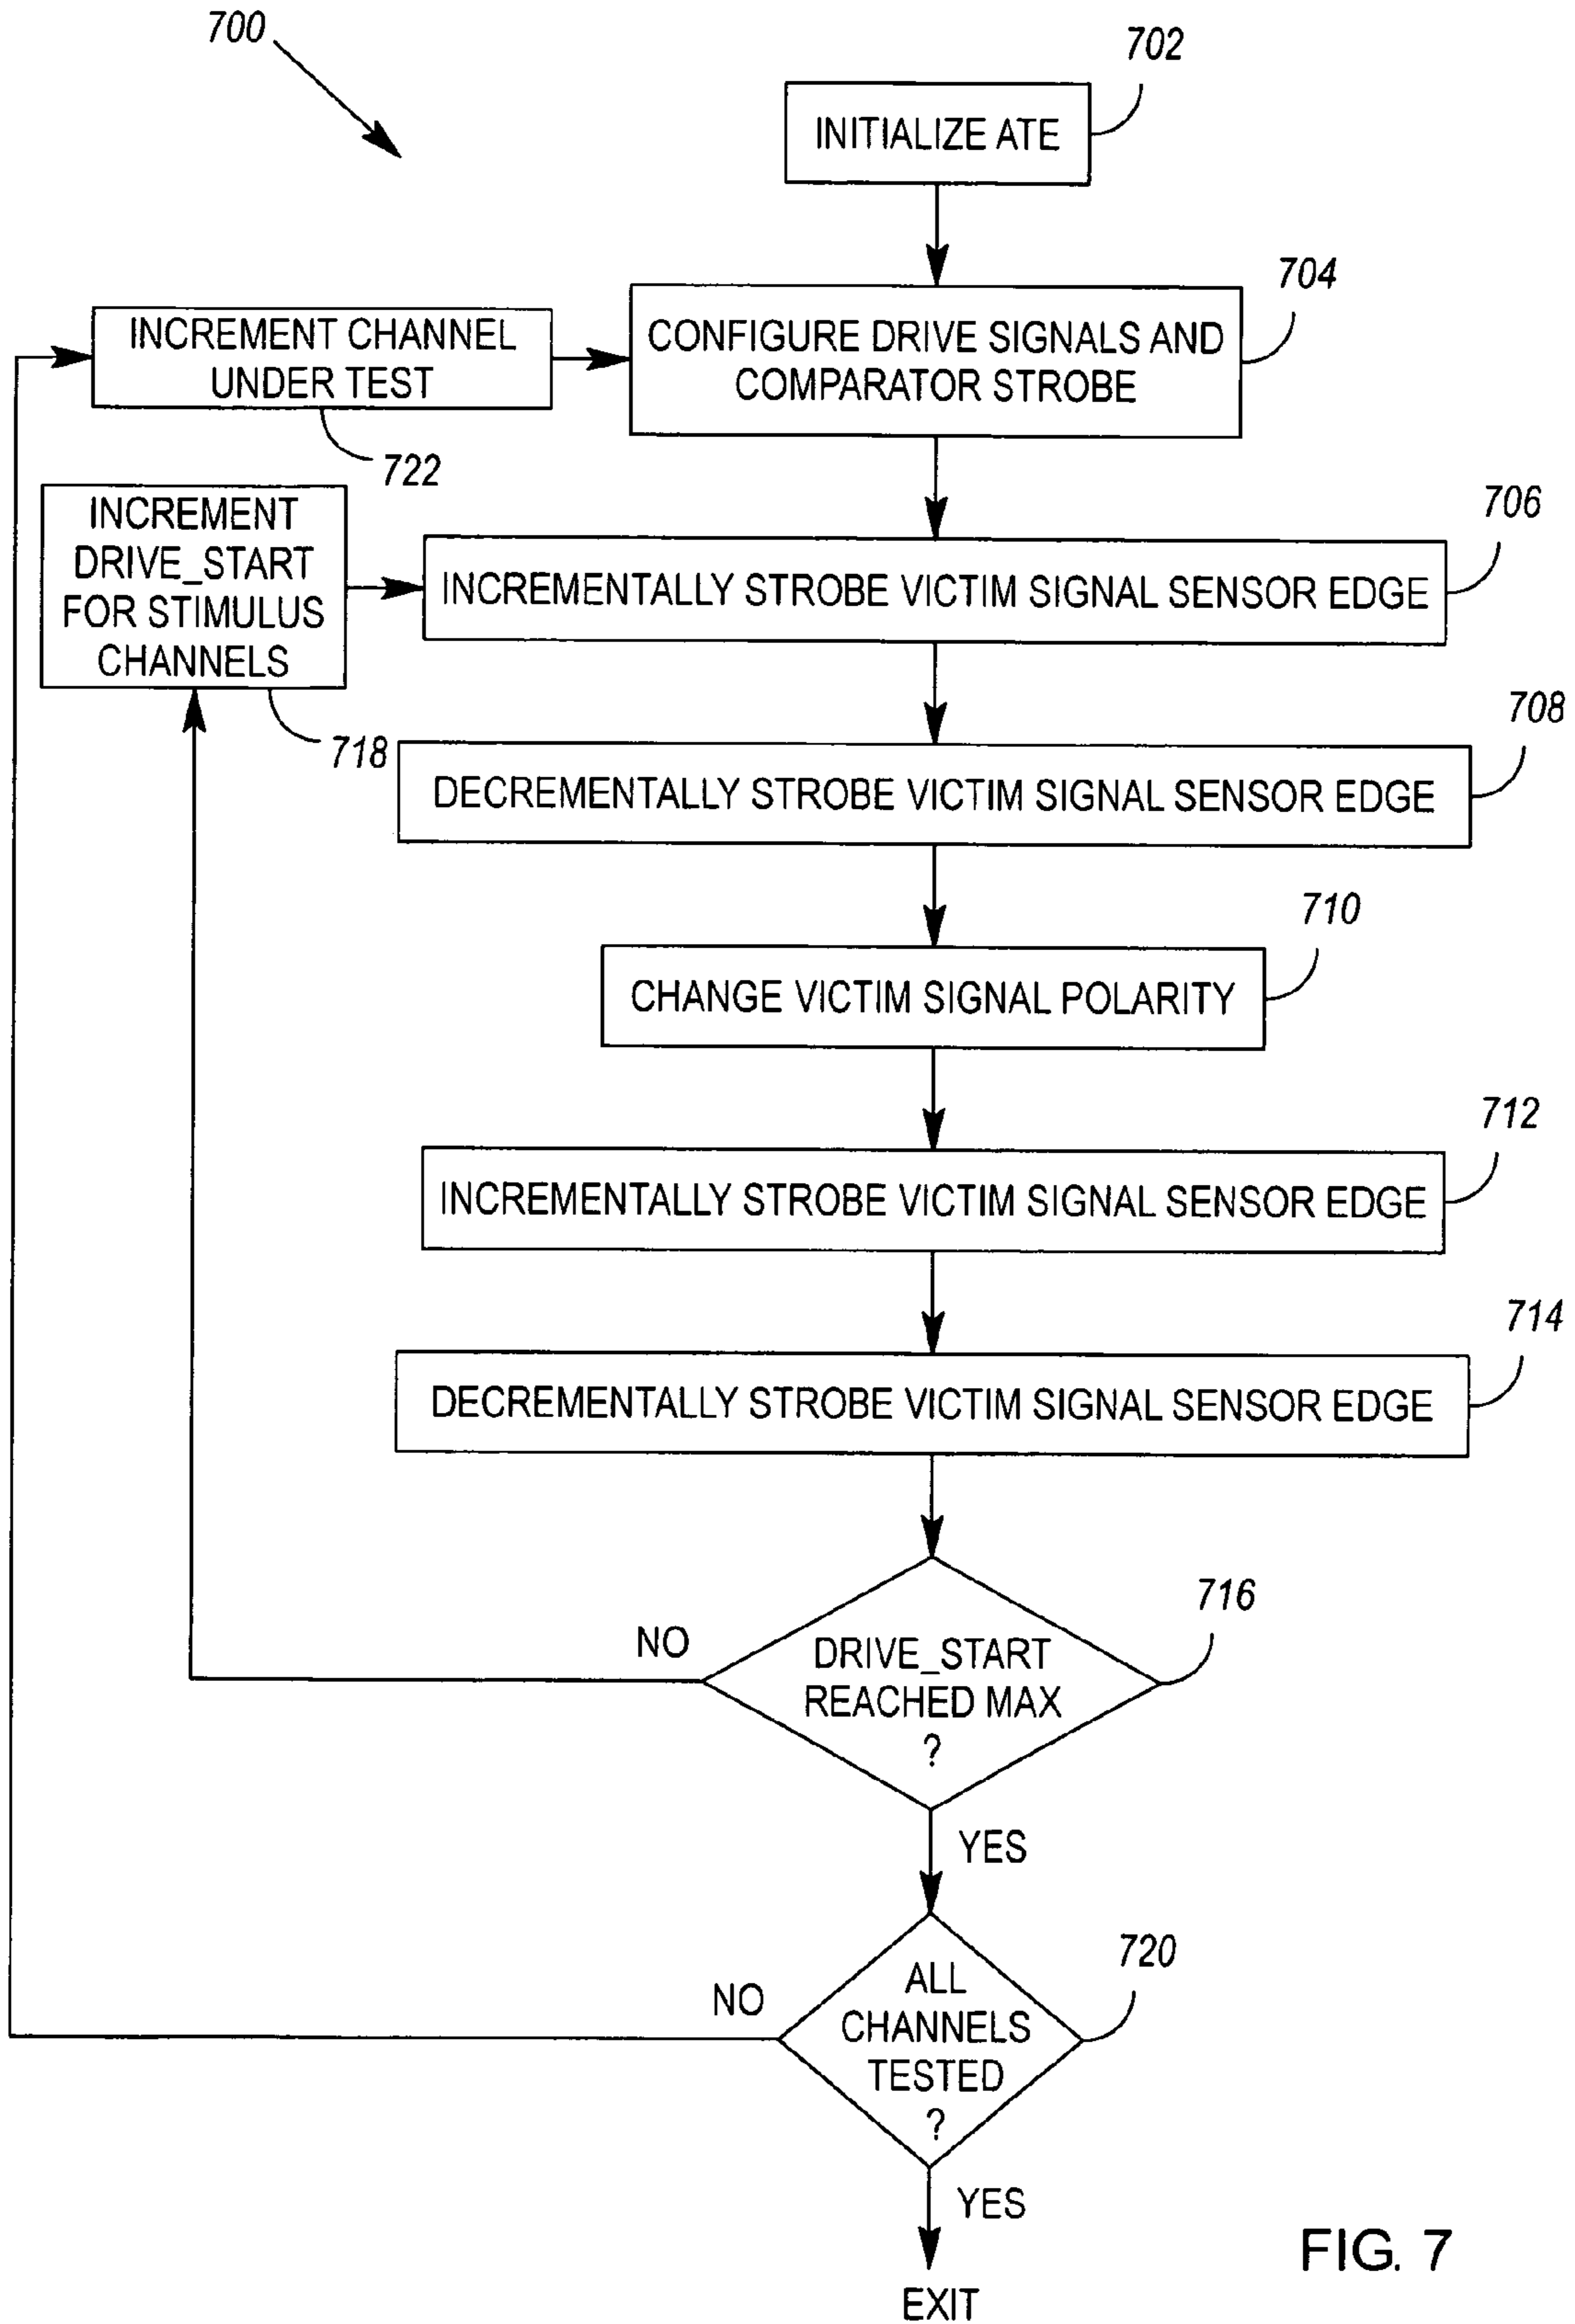 700
702
INITIALIZE ATE
704
INCREMENT CHANNEL
UNDER TEST
CONFIGURE DRIVE SIGNALS AND
COMPARATOR STROBE
722
INCREMENT
DRIVE_START
FOR STIMULUS
CHANNELS
706
INCREMENTALLY STROBE VICTIM SIGNAL SENSOR EDGE
718
708
DECREMENTALLY STROBE VICTIM SIGNAL SENSOR EDGE
710
CHANGE VICTIM SIGNAL POLARITY
712
INCREMENTALLY STROBE VICTIM SIGNAL SENSOR EDGE
714
DECREMENTALLY STROBE VICTIM SIGNAL SENSOR EDGE
716
NO
DRIVE_START
REACHED MAX
?
YES
720
NO
ALL
CHANNELS
TESTED
?
YES
EXIT
FIG. 7